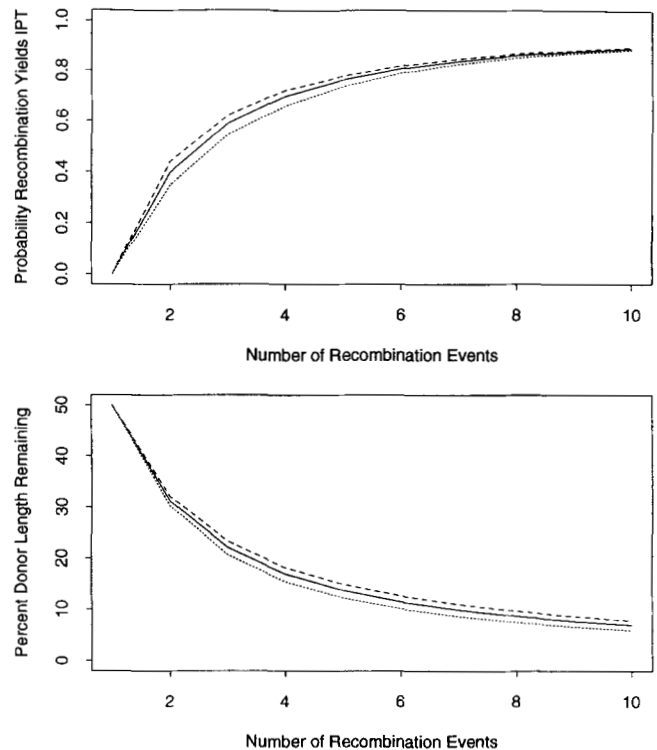 Probability Recombination Yields IPT
1.0
0.8
0.6
0.4
0.2
0.0
2 4 6 8 10
Number of Recombination Events
Percent Donor Length Remaining
50
40
30
20
10
0
2 4 6 8 10
Number of Recombination Events